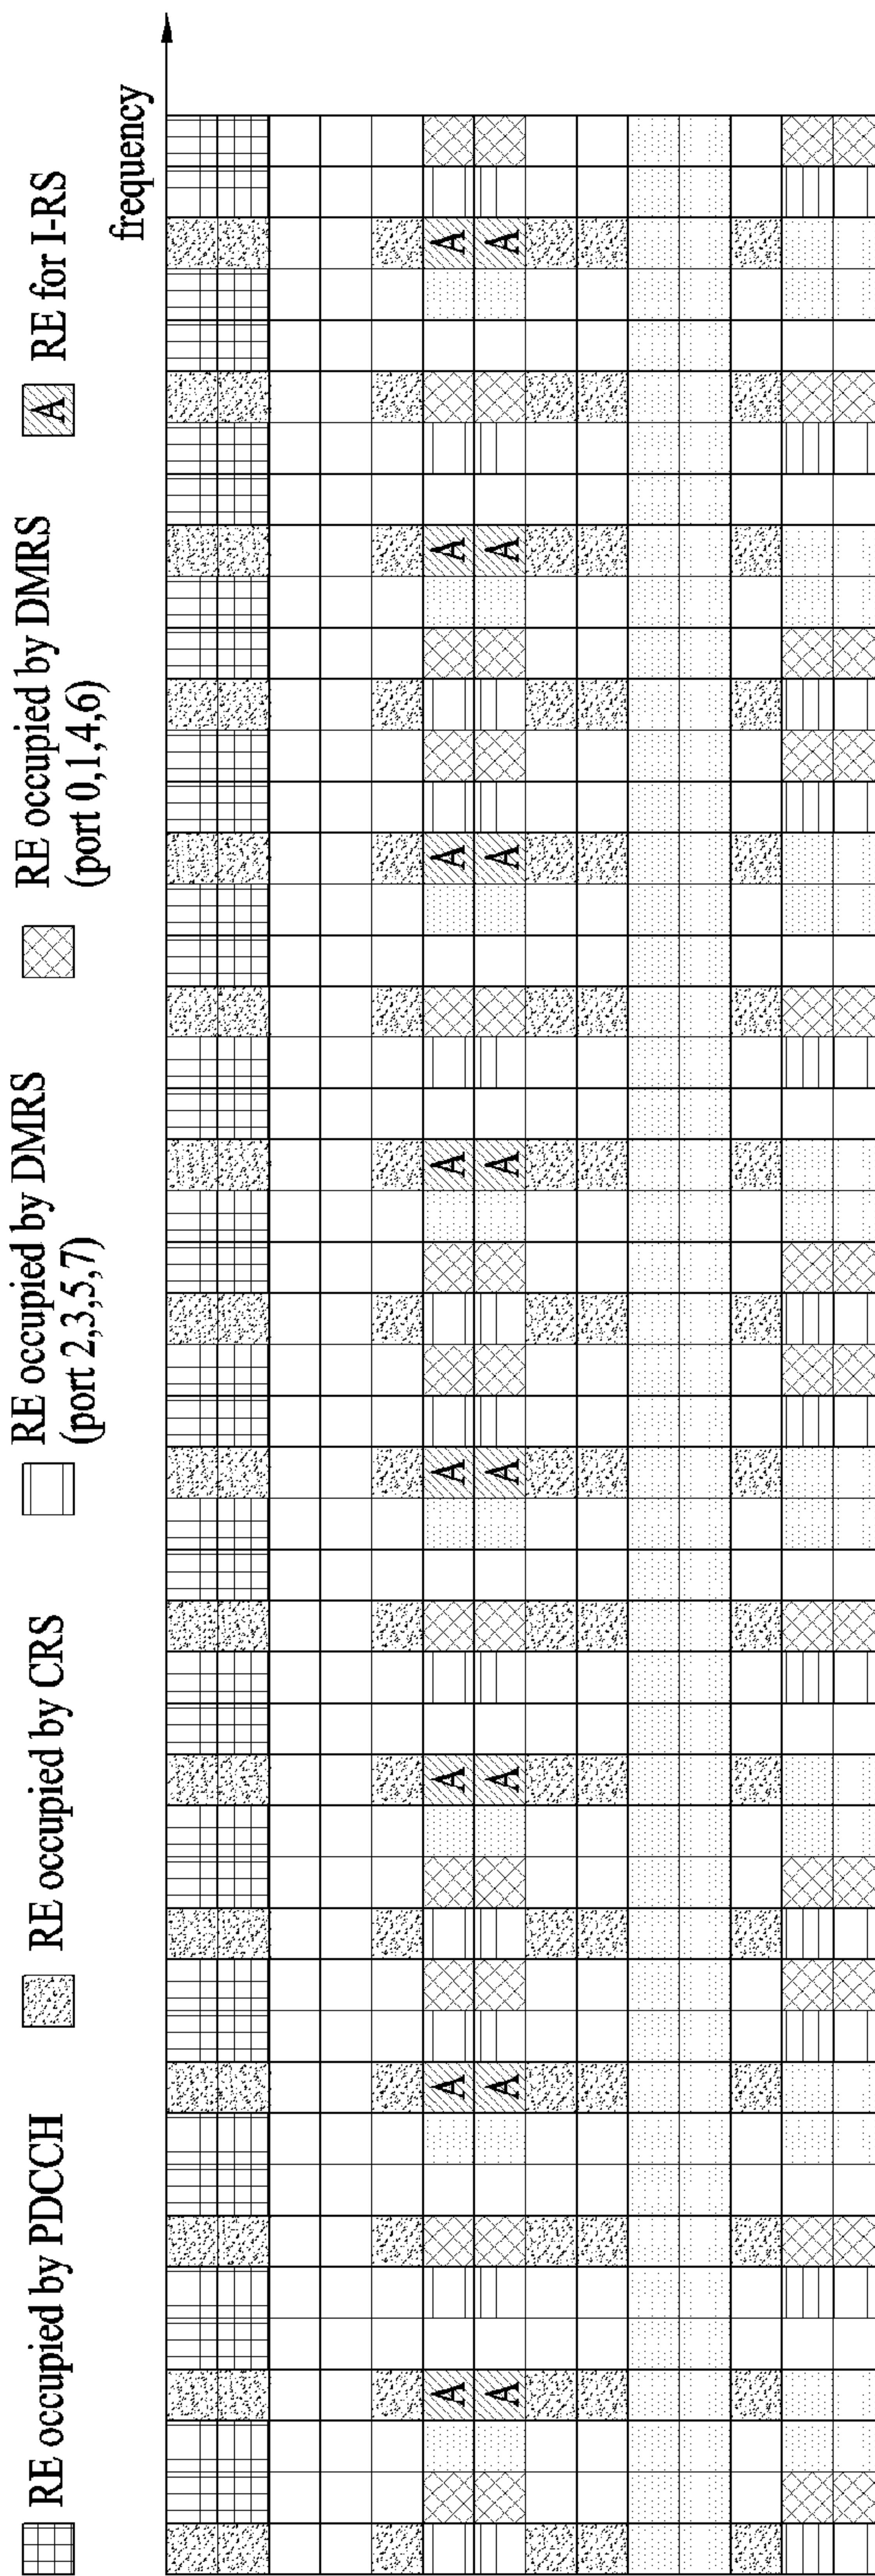 RE occupied by PDCCH
RE occupied by CRS
RE occupied by DMRS
(port 2,3,5,7)
RE occupied by DMRS
(port 0,1,4,6)
A RE for I-RS
frequency
A A A A A A A A
A A A A A A A A